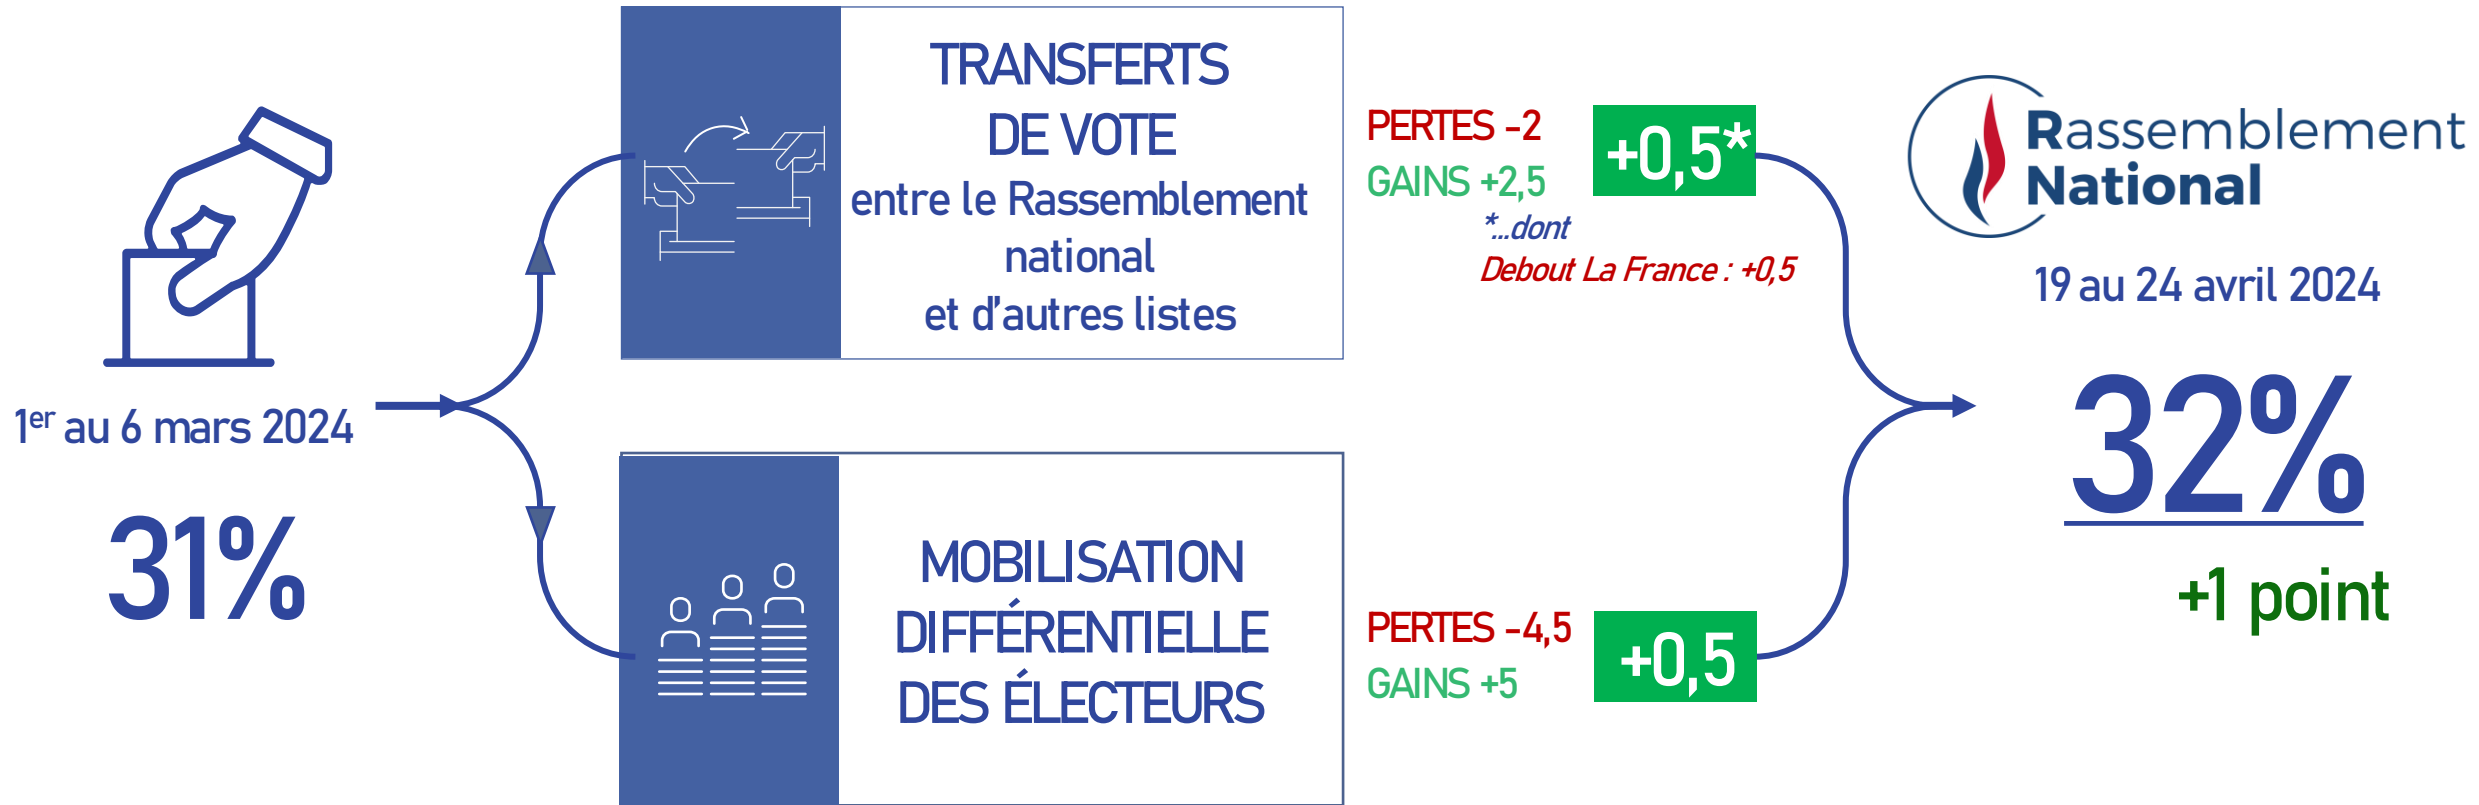 1er au 6 mars 2024
31%
TRANSFERTS
DE VOTE
entre le Rassemblement
national
et d'autres listes
PERTES -2
GAINS +2,5
+0,5*
*...dont
Debout La France : +0,5
MOBILISATION
DIFFÉRENTIELLE
DES ÉLECTEURS
PERTES -4,5
GAINS +5
+0,5
Rassemblement
National
19 au 24 avril 2024
32%
+1 point